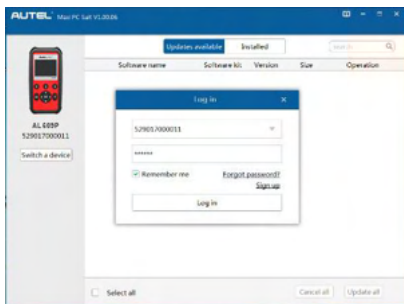 AUTEL Maxi PC Suit V1.00.06
Updates available Installed
Search
Software name Software kit Version Size Operation
Log in
529017000011
AL 609P
529017000011
******
Switch a device
Remember me Forgot password?
Sign up
Log in
Select all Cancel all Update all